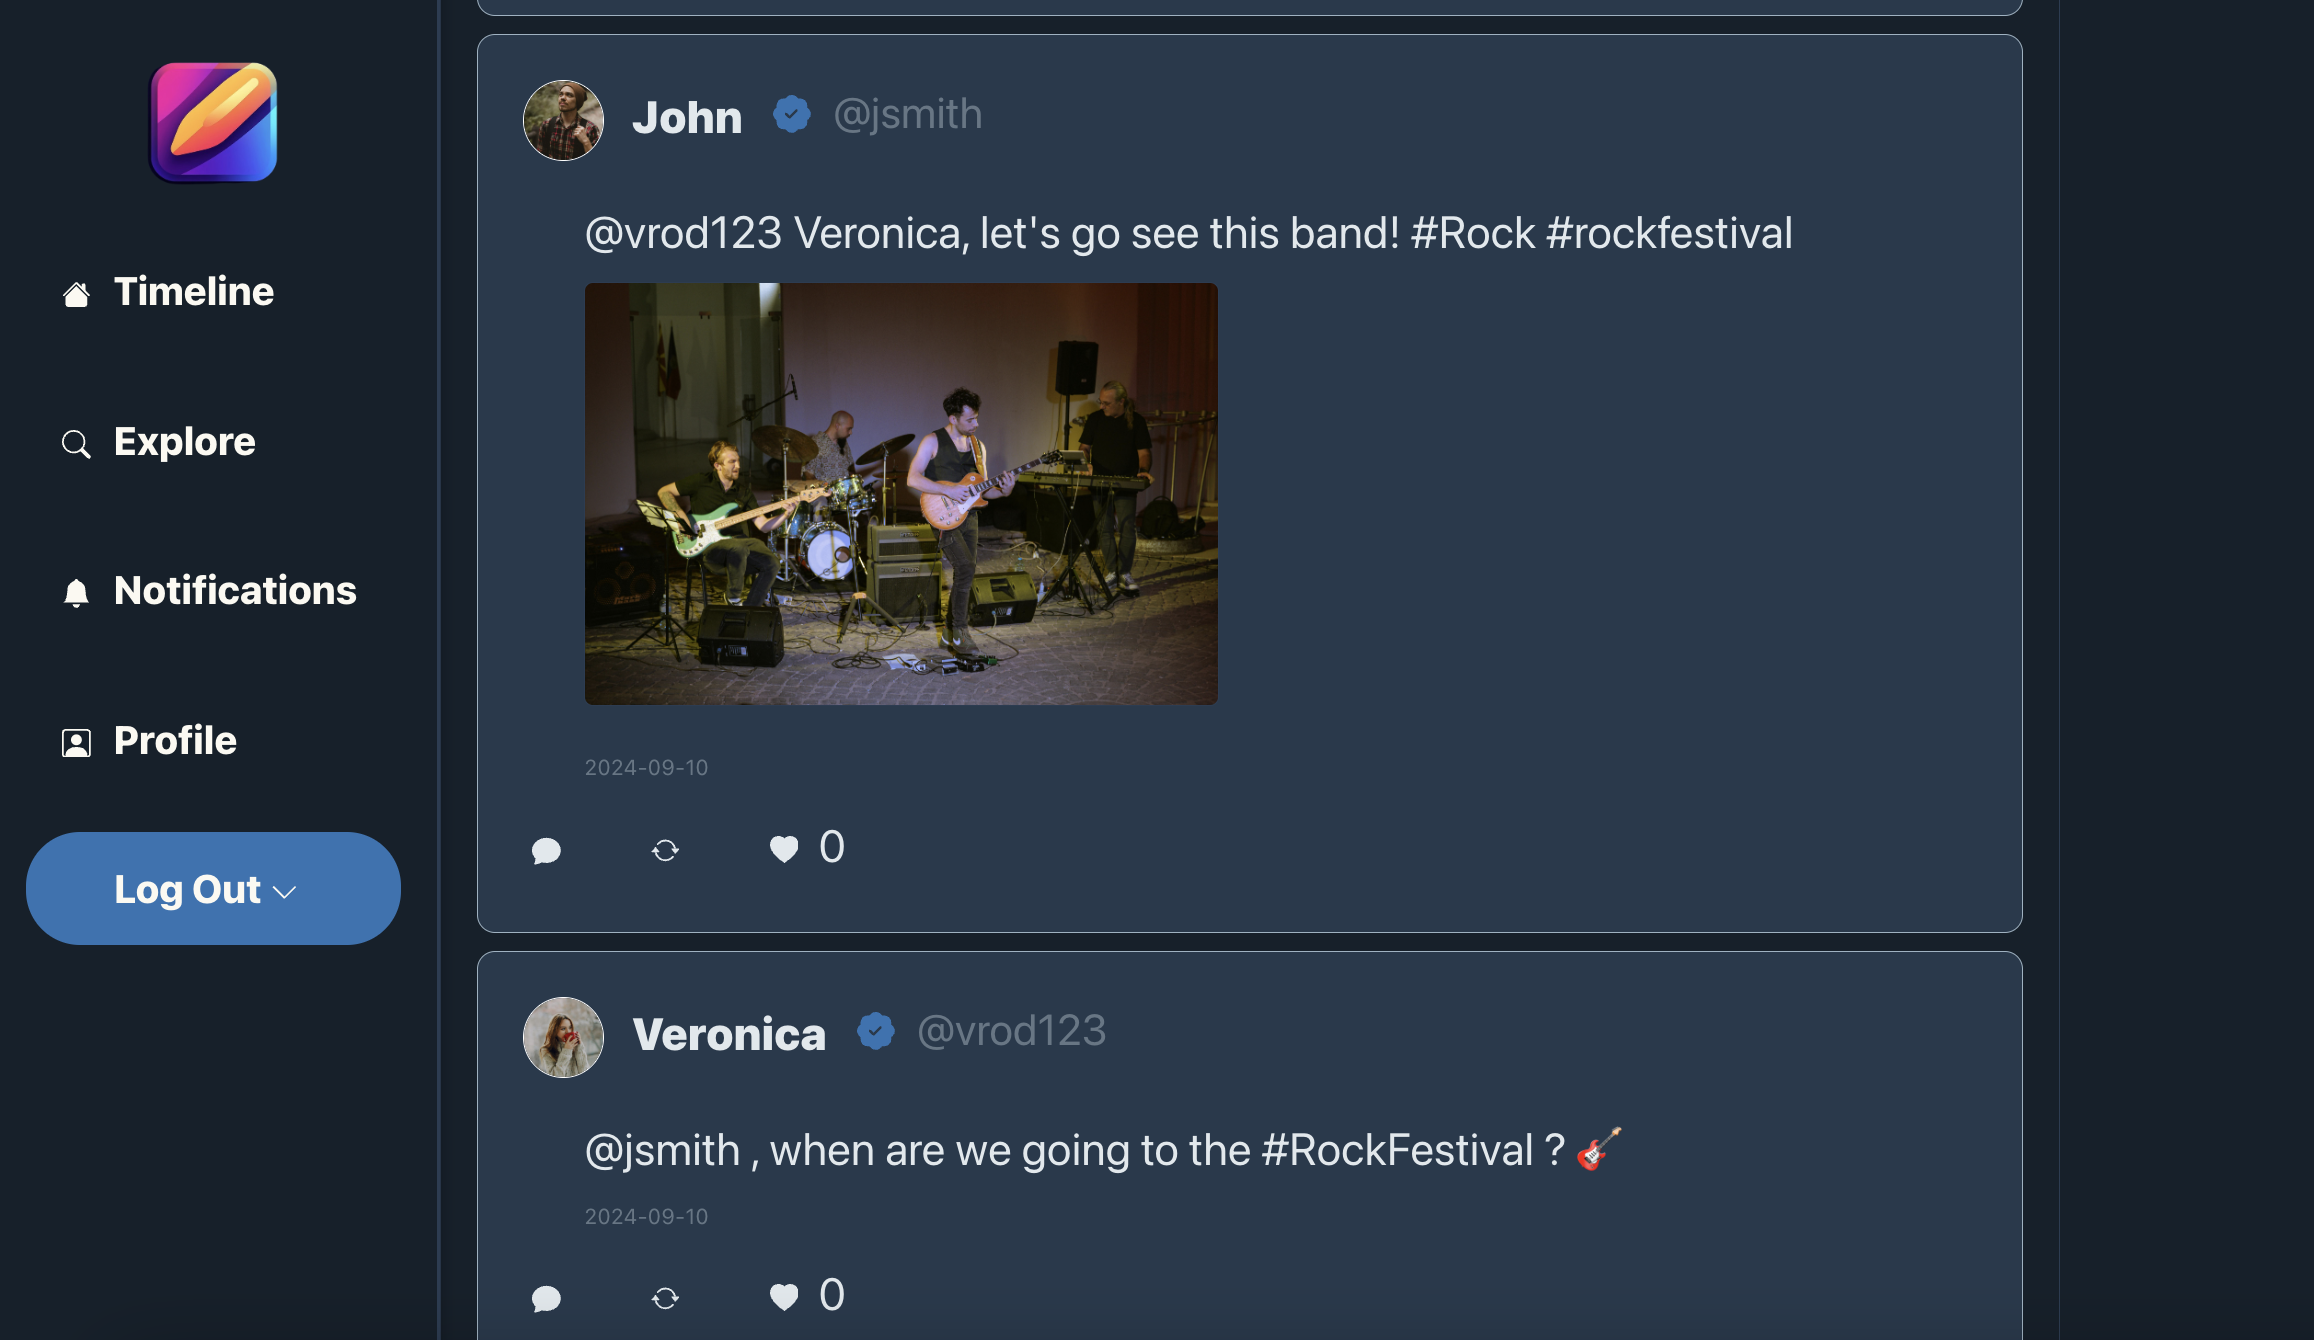 Timeline
Explore
Notifications
Profile
Log Out
John @jsmith
@vrod123 Veronica, let's go see this band! #Rock #rockfestival
2024-09-10
0
Veronica @vrod123
@jsmith , when are we going to the #RockFestival ? 🎸
2024-09-10
0